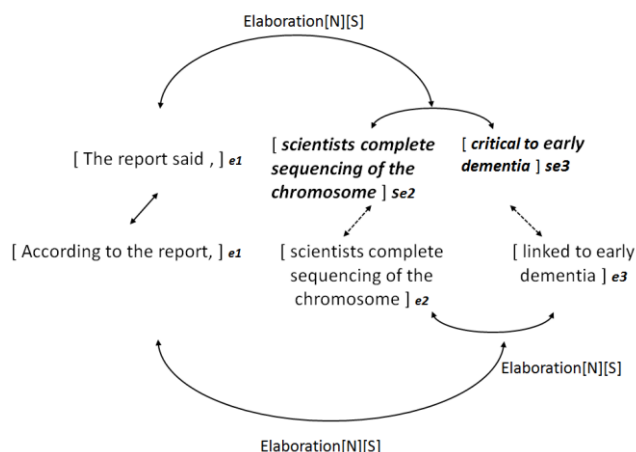 Elaboration[N][S]
[ The report said , ] e1
[ scientists complete
sequencing of the
chromosome ] Se2
[ critical to early
dementia ] se3
[ According to the report, ] e1
[ scientists complete
sequencing of the
chromosome ] e2
[ linked to early
dementia ] e3
Elaboration[N][S]
Elaboration[N][S]